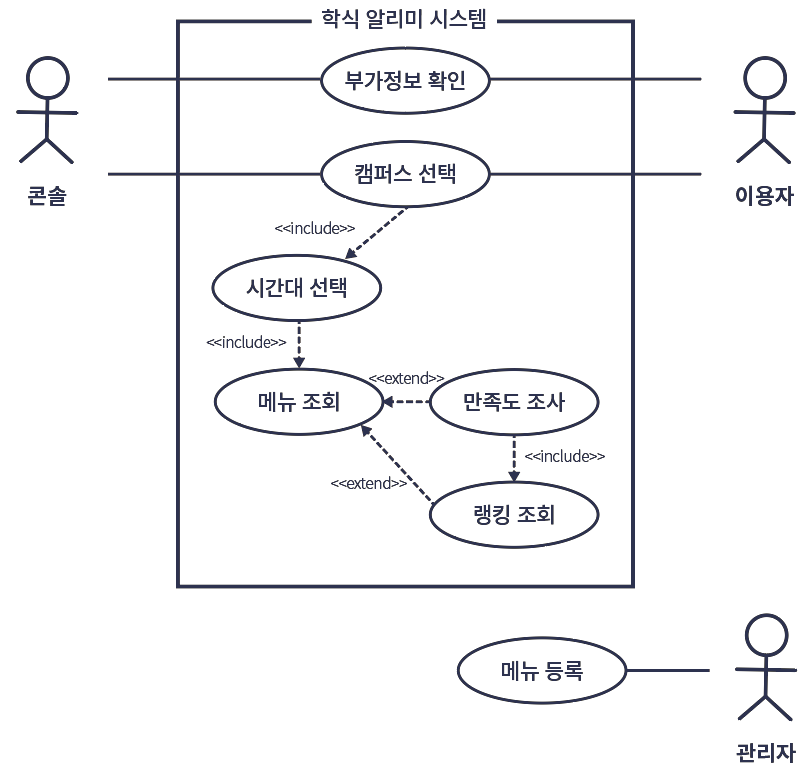 학식 알리미 시스템
부가정보 확인
캠퍼스 선택
콘솔
이용자
<<include>>
시간대 선택
<<include>>
<<extend>>
메뉴 조회
만족도 조사
<<include>>
<<extend>>
랭킹 조회
메뉴 등록
관리자